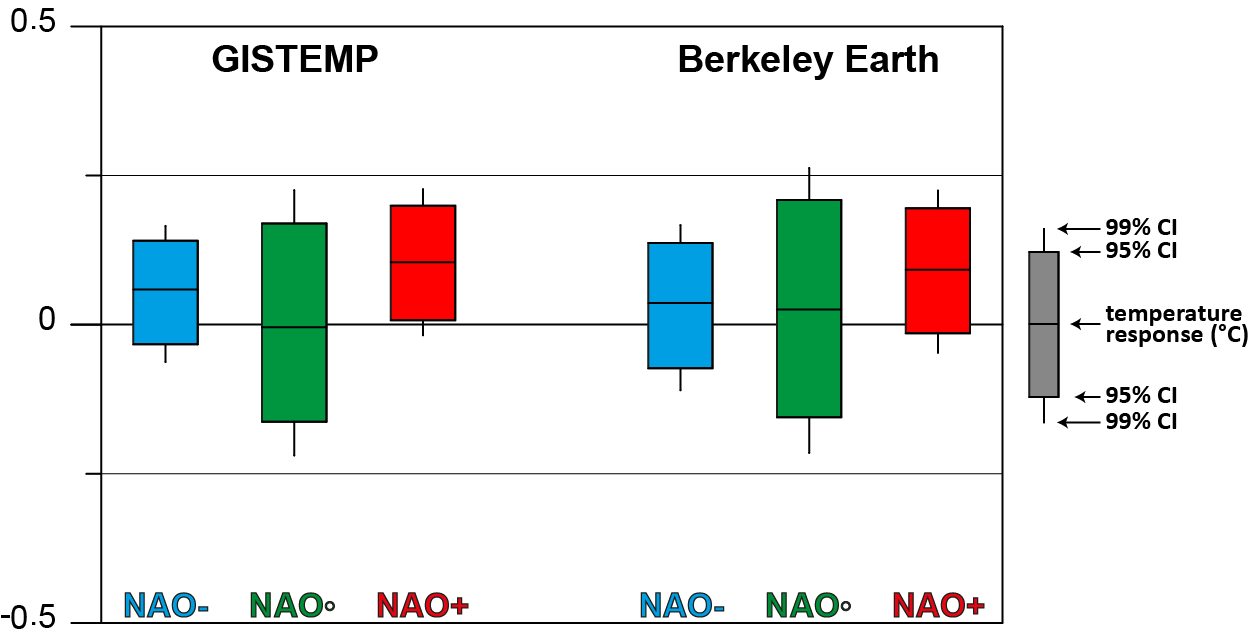 0.5
GISTEMP
Berkeley Earth
99% CI
95% CI
0
temperature
response (°C)
95% CI
99% CI
NAO-
NAO°
NAO+
NAO-
NAO°
NAO+
-0.5